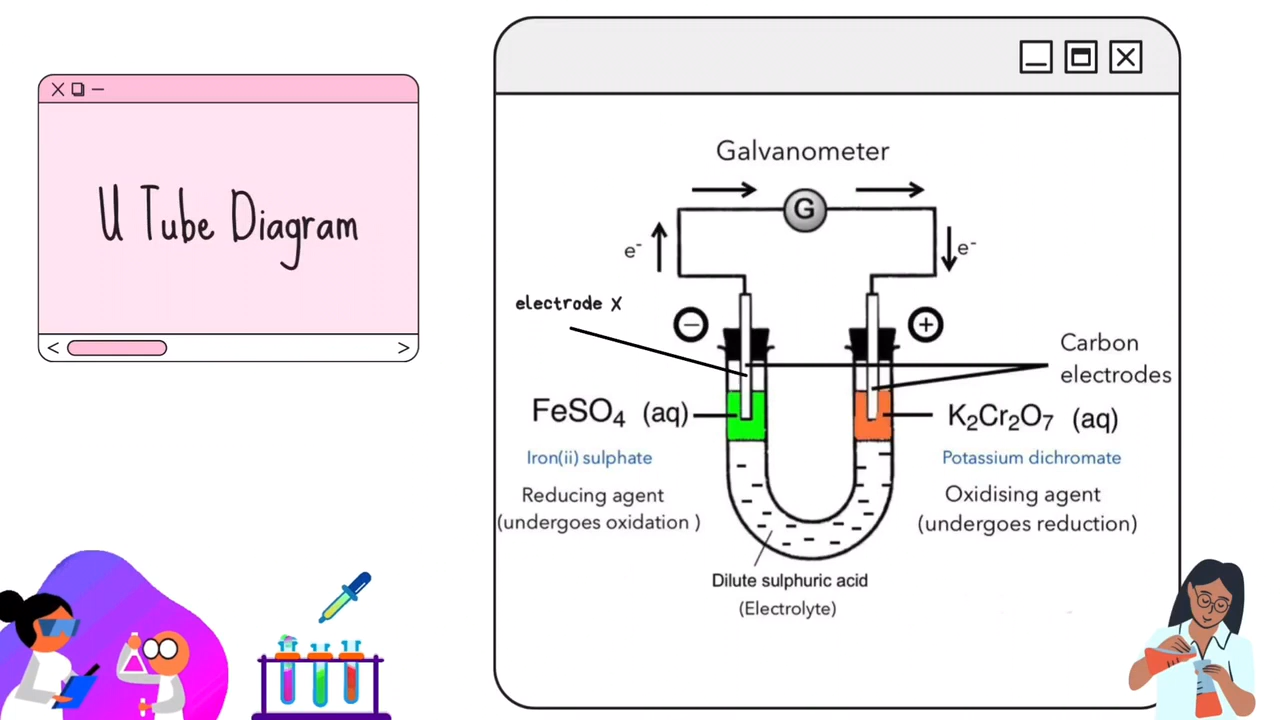 U Tube Diagram
Galvanometer
G
e-
e-
electrode X
Carbon
electrodes
FeSO4 (aq)
K2Cr2O7 (aq)
Iron(ii) sulphate
Potassium dichromate
Reducing agent
(undergoes oxidation )
Oxidising agent
(undergoes reduction)
Dilute sulphuric acid
(Electrolyte)